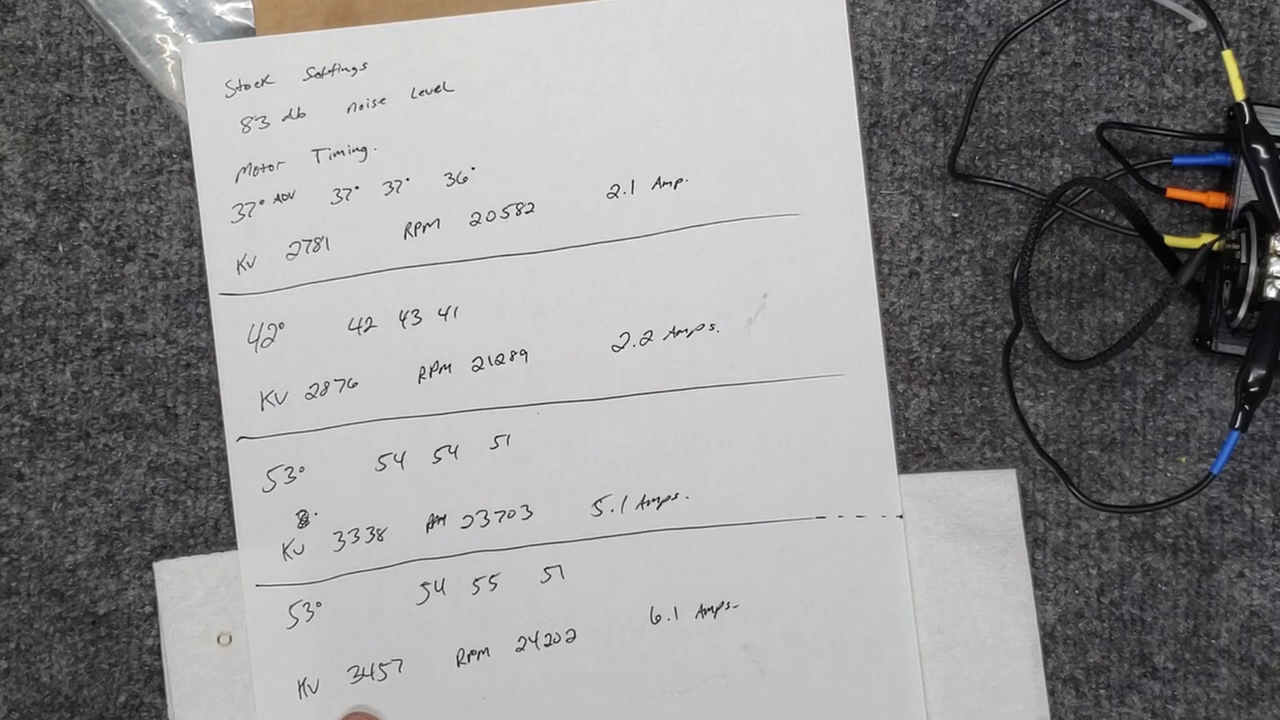 Stock Settings
83 db noise Level
Motor Timing.
37° ADV 37° 37° 36°
KV 2781 RPM 20582 2.1 Amp.
42° 42 43 41
KV 2876 RPM 21289 2.2 Amps.
53° 54 54 51
KV 3338 RPM 23703 5.1 Amps.
53° 54 55 51
KV 3457 RPM 24202 6.1 Amps-